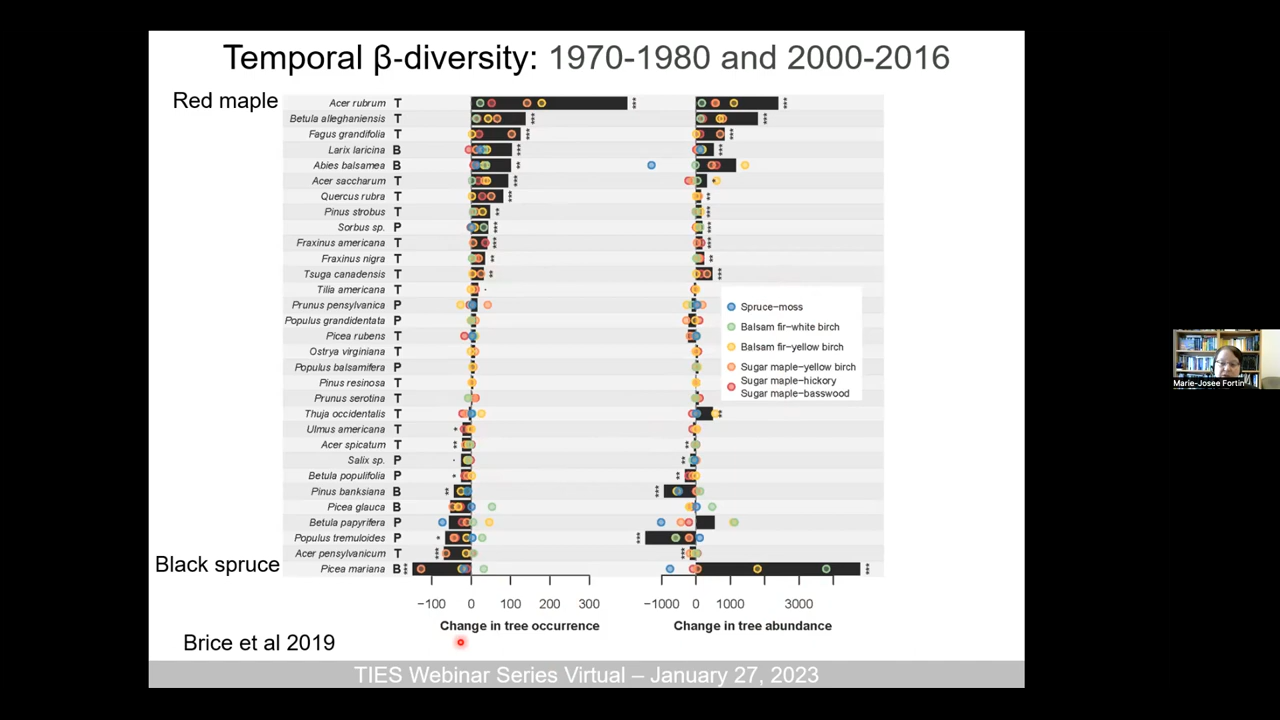 Temporal β-diversity: 1970-1980 and 2000-2016
Red maple
Acer rubrum T
Betula alleghaniensis T
Fagus grandifolia T
Larix laricina B
Abies balsamea B
Acer saccharum T
Quercus rubra T
Pinus strobus T
Sorbus sp. P
Fraxinus americana T
Fraxinus nigra T
Tsuga canadensis T
Tilia americana T
Prunus pensylvanica P
Populus grandidentata P
Picea rubens T
Ostrya virginiana T
Populus balsamifera P
Pinus resinosa T
Prunus serotina T
Thuja occidentalis T
Ulmus americana T
Acer spicatum T
Salix sp. P
Betula populifolia P
Pinus banksiana B
Picea glauca B
Betula papyrifera P
Populus tremuloides P
Acer pensylvanicum T
Black spruce
Picea mariana B
Spruce−moss
Balsam fir−white birch
Balsam fir−yellow birch
Sugar maple−yellow birch
Sugar maple−hickory
Sugar maple−basswood
−100 0 100 200 300
−1000 0 1000 3000
Change in tree occurrence
Change in tree abundance
Brice et al 2019
TIES Webinar Series Virtual – January 27, 2023
Marie-Josee Fortin